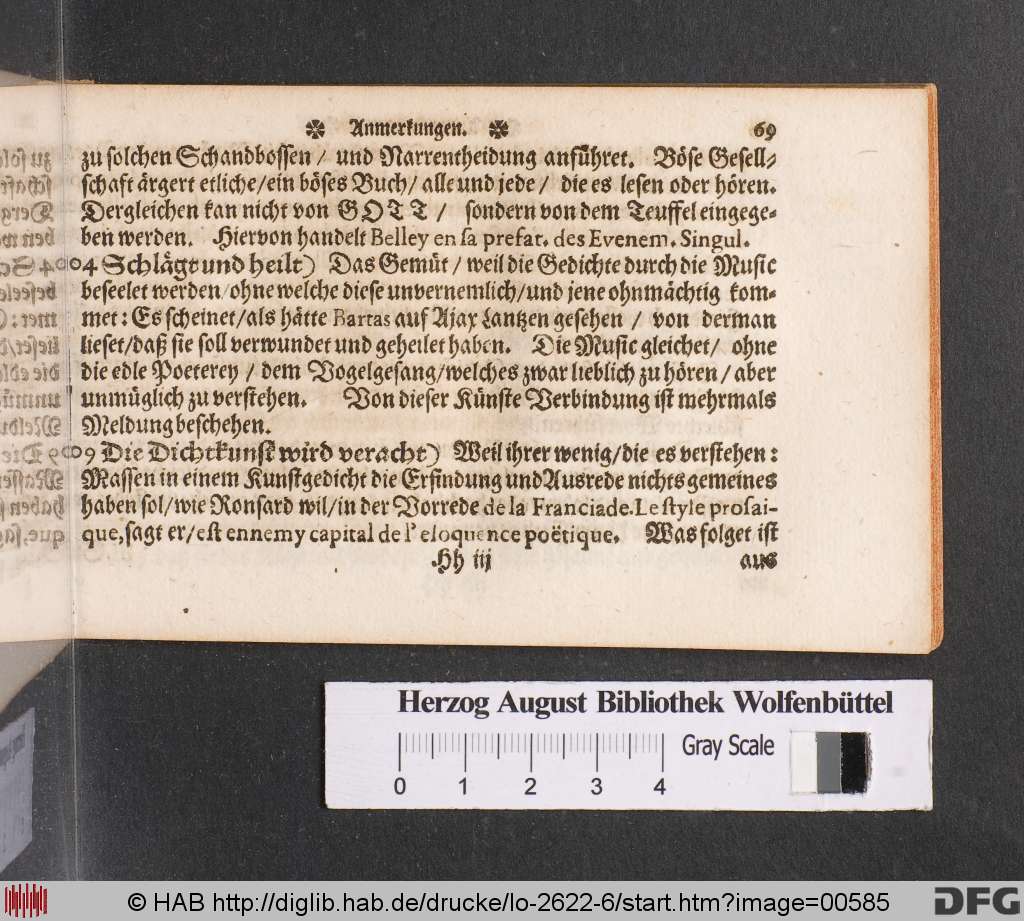 ❉ Anmerkungen. ❉ 69
zu solchen Schandbossen / und Narrentheidung anführet. Böse Gesell-
schaft ärgert etliche/ein böses Buch/ alle und jede / die es lesen oder hören.
Dergleichen kan nicht von GOTT / sondern von dem Teuffel eingege-
ben werden. Hiervon handelt Belley en sa prefat. des Evenem. Singul.
4 Schlägt und heilt) Das Gemüt / weil die Gedichte durch die Music
beseelet werden/ohne welche diese unvernemlich/und jene ohnmächtig kom-
met: Es scheinet/als hätte Bartas auf Ajax Lantzen gesehen / von derman
lieset/daß sie soll verwundet und geheilet haben. Die Music gleichet/ ohne
die edle Poeterey / dem Vogelgesang/welches zwar lieblich zu hören / aber
unmüglich zu verstehen. Von dieser Künste Verbindung ist mehrmals
Meldung beschehen.
9 Die Dichtkunst wird veracht) Weil ihrer wenig/die es verstehen:
Massen in einem Kunstgedicht die Erfindung und Ausrede nichts gemeines
haben sol/wie Ronsard wil/in der Vorrede de la Franciade. Le style prosai-
que, sagt er/est ennemy capital de l' eloquence poëtique. Was folget ist
Hh iij aus
Herzog August Bibliothek Wolfenbüttel
Gray Scale
0 1 2 3 4
© HAB http://diglib.hab.de/drucke/lo-2622-6/start.htm?image=00585
DFG